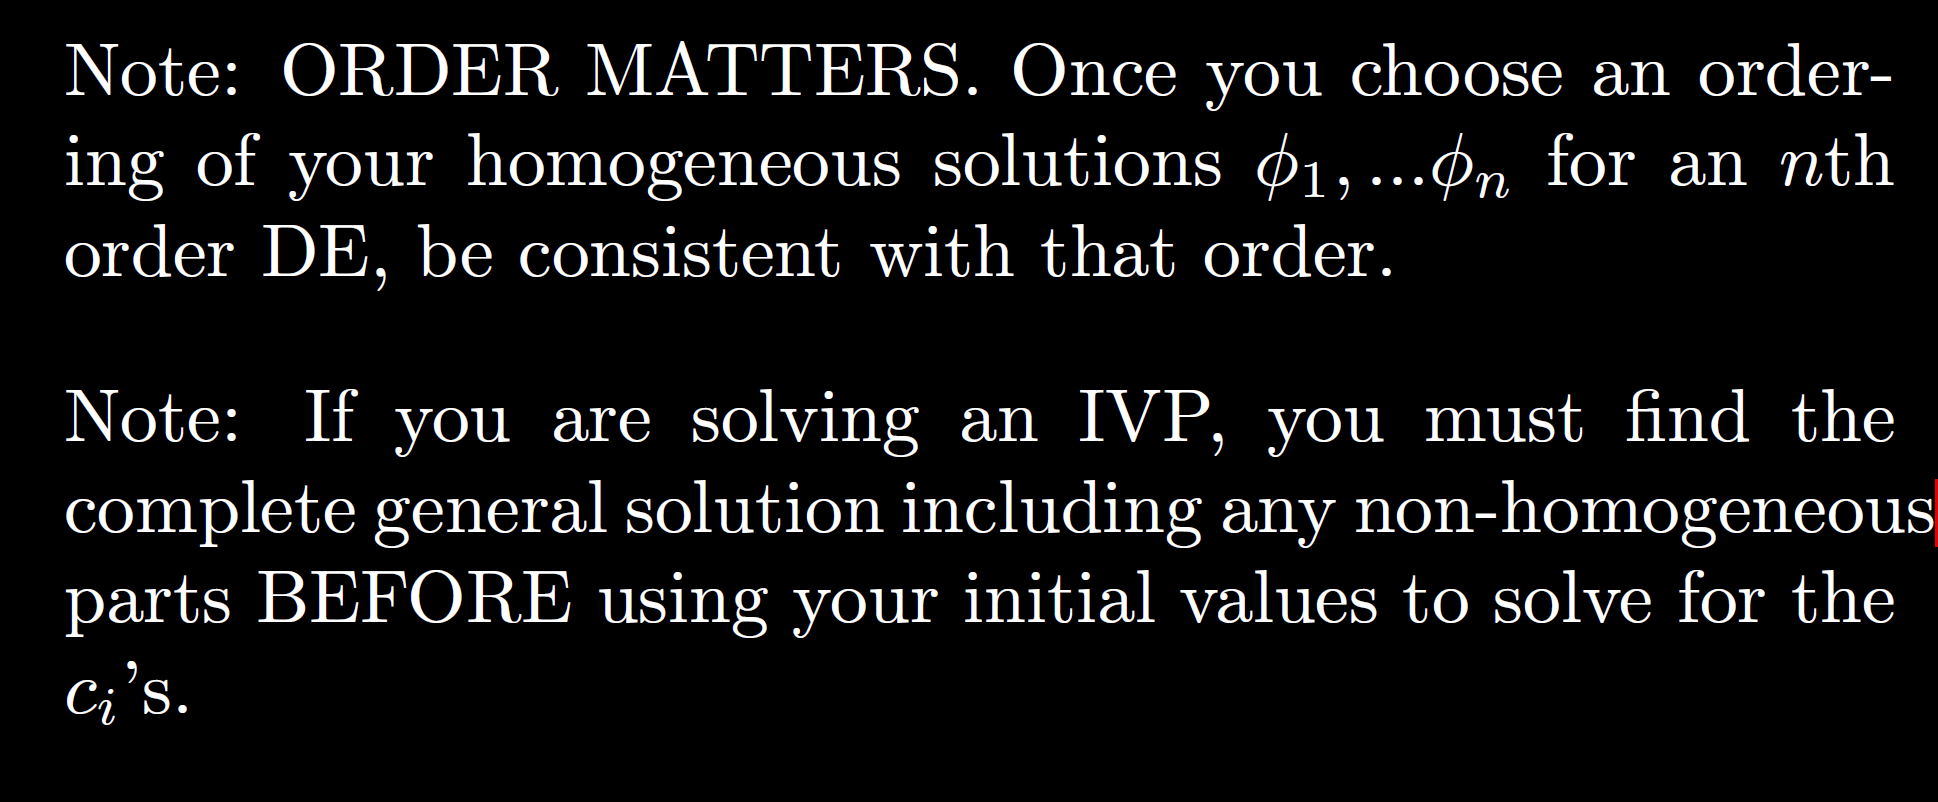 Note: ORDER MATTERS. Once you choose an order-
ing of your homogeneous solutions ϕ₁, ...ϕₙ for an nth
order DE, be consistent with that order.
Note: If you are solving an IVP, you must find the
complete general solution including any non-homogeneous
parts BEFORE using your initial values to solve for the
cᵢ's.